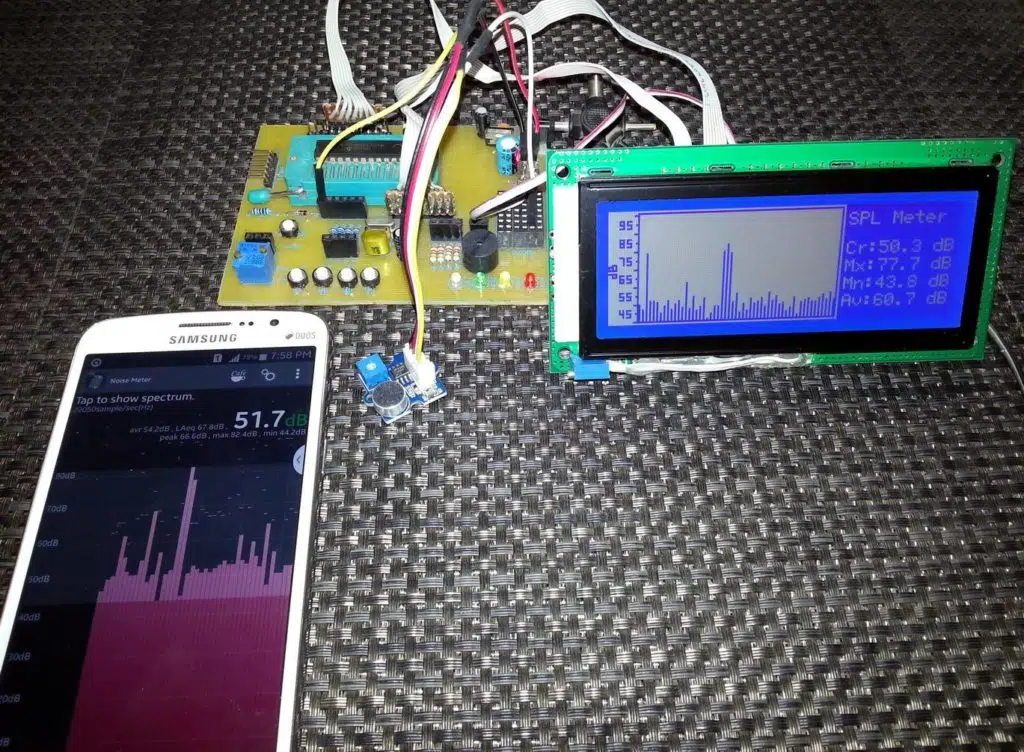 SAMSUNG
DUOS
7:58 PM
Noise Meter
Cafe
Tap to show spectrum.
51.7dB
avr 54.2dB , LAeq 67.8dB ,
peak 66.6dB , max 82.4dB , min 44.2dB
70dB
60dB
50dB
40dB
30dB
20dB
SPL Meter
Cr:50.3 dB
Mx:77.7 dB
Mn:43.8 dB
Av:60.7 dB
95
85
75
65
55
45
dB